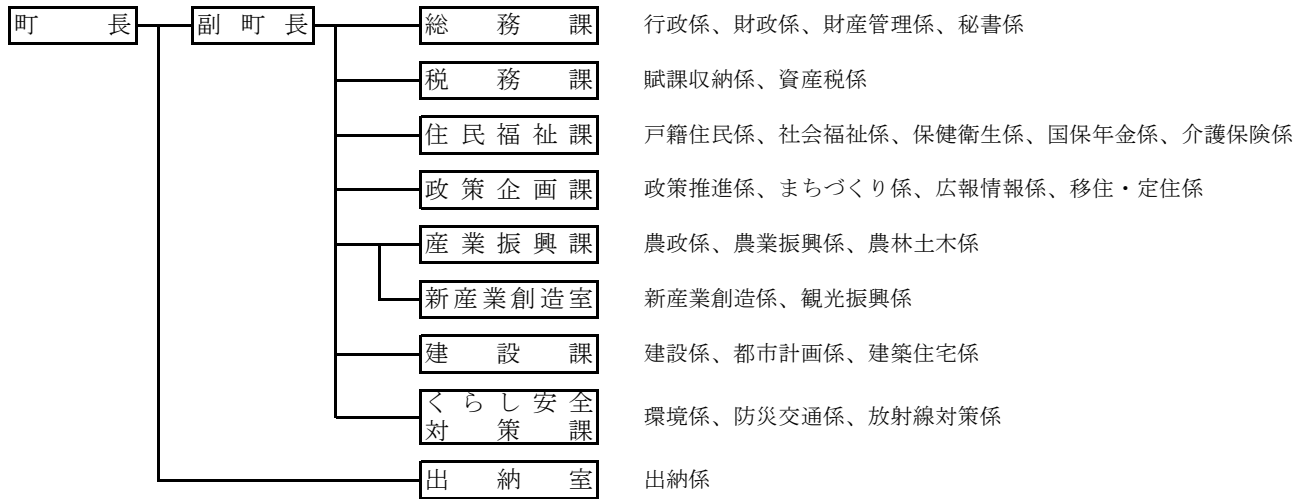 町長 副町長 総務課 行政係、財政係、財産管理係、秘書係
税務課 賦課収納係、資産税係
住民福祉課 戸籍住民係、社会福祉係、保健衛生係、国保年金係、介護保険係
政策企画課 政策推進係、まちづくり係、広報情報係、移住・定住係
産業振興課 農政係、農業振興係、農林土木係
新産業創造室 新産業創造係、観光振興係
建設課 建設係、都市計画係、建築住宅係
くらし安全
対策課 環境係、防災交通係、放射線対策係
出納室 出納係